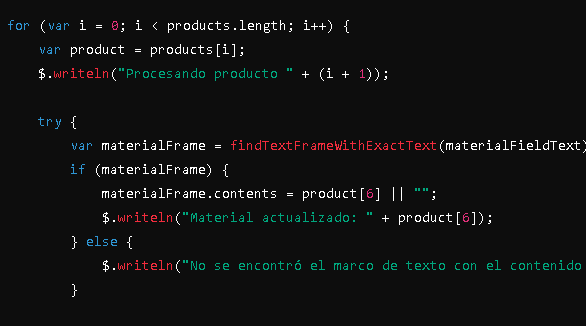 for (var i = 0; i < products.length; i++) {
var product = products[i];
$.writeln("Procesando producto " + (i + 1));
try {
var materialFrame = findTextFrameWithExactText(materialFieldText)
if (materialFrame) {
materialFrame.contents = product[6] || "";
$.writeln("Material actualizado: " + product[6]);
} else {
$.writeln("No se encontró el marco de texto con el contenido
}